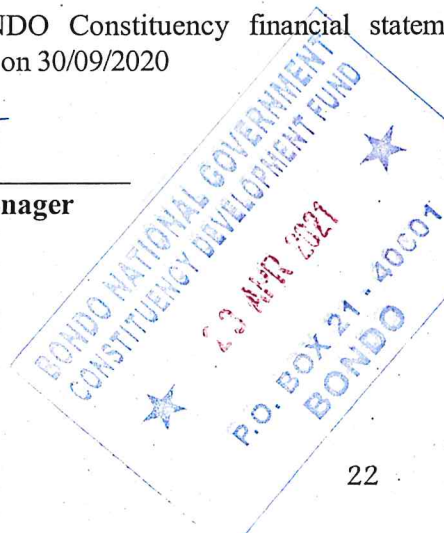 NDO Constituency financial statem
on 30/09/2020
nager
BONDO NATIONAL GOVERNMENT
CONSTITUENCY DEVELOPMENT FUND
23 APR 2021
P.O. BOX 21 - 40C01
BONDO
22